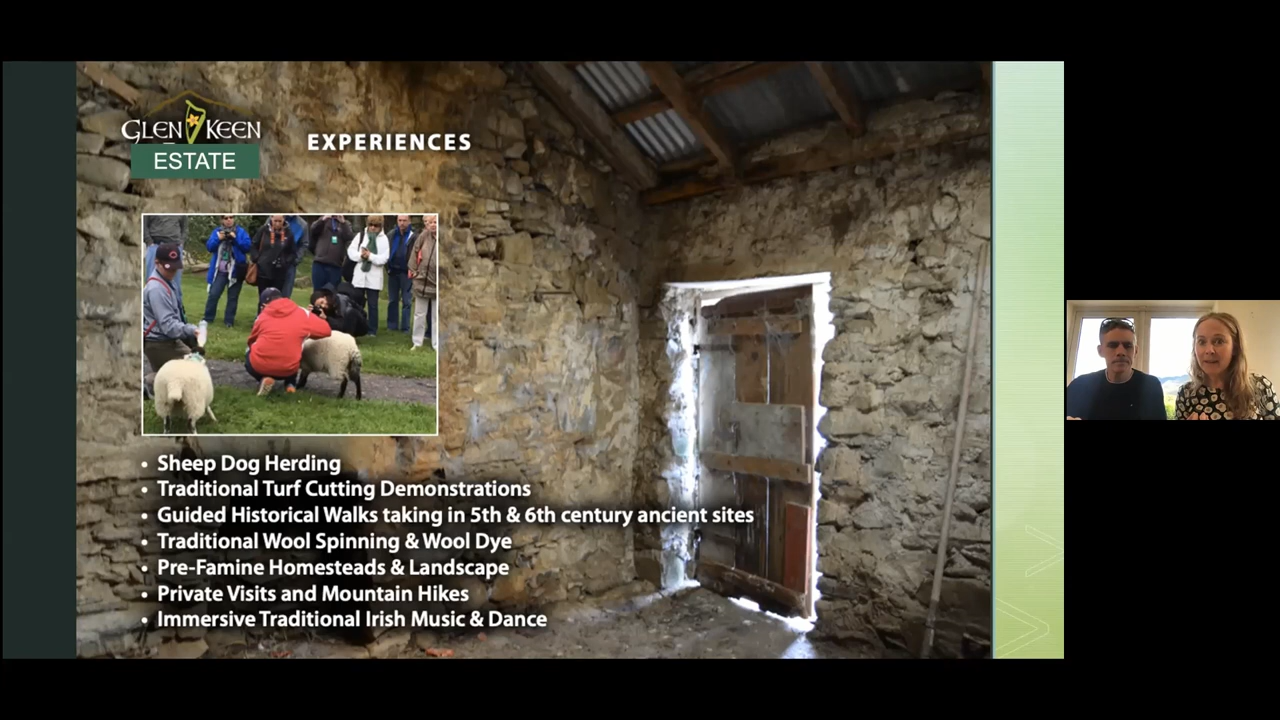 GLEN KEEN
ESTATE
EXPERIENCES
• Sheep Dog Herding
• Traditional Turf Cutting Demonstrations
• Guided Historical Walks taking in 5th & 6th century ancient sites
• Traditional Wool Spinning & Wool Dye
• Pre-Famine Homesteads & Landscape
• Private Visits and Mountain Hikes
• Immersive Traditional Irish Music & Dance